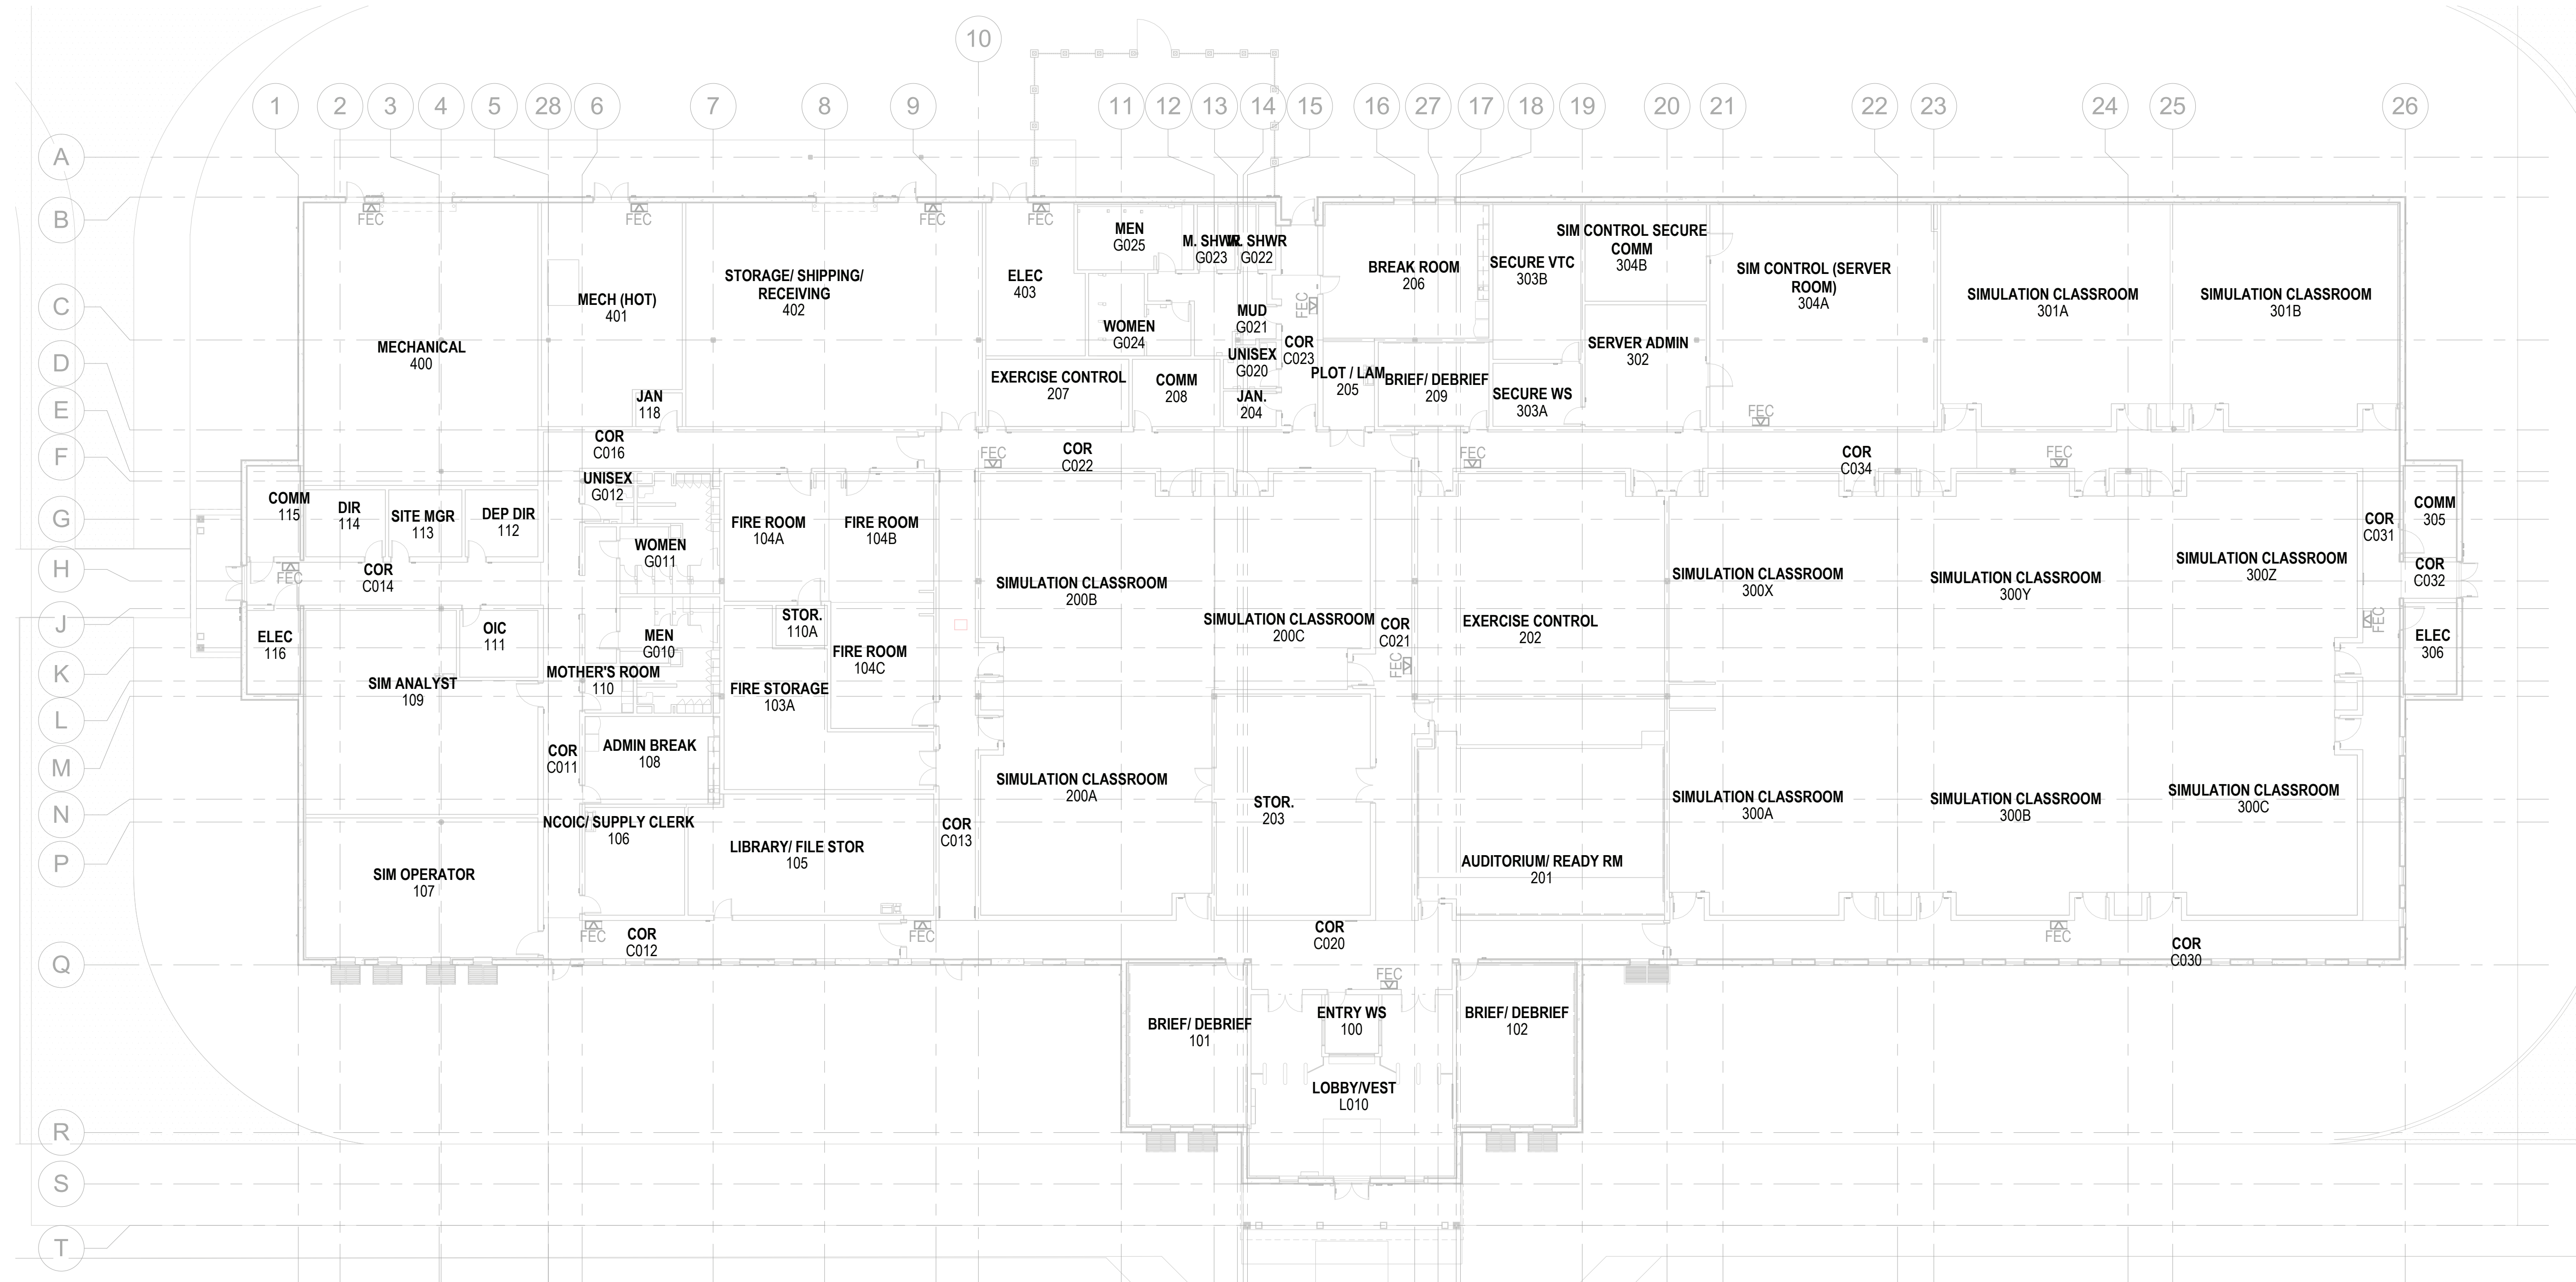 10
1
2
3
4
5
28
6
7
8
9
11
12
13
14
15
16
27
17
18
19
20
21
22
23
24
25
26
A
B
C
D
E
F
G
H
J
K
L
M
N
P
Q
R
S
T
FEC
FEC
FEC
FEC
MEN
G025
M. SHWR
G023
W. SHWR
G022
SIM CONTROL SECURE
COMM
304B
STORAGE/ SHIPPING/
RECEIVING
402
ELEC
403
BREAK ROOM
206
SECURE VTC
303B
SIM CONTROL (SERVER
ROOM)
304A
MECH (HOT)
401
SIMULATION CLASSROOM
301A
SIMULATION CLASSROOM
301B
FEC
MUD
G021
WOMEN
G024
MECHANICAL
400
UNISEX
G020
COR
C023
SERVER ADMIN
302
EXERCISE CONTROL
207
COMM
208
PLOT / LAM
205
BRIEF/ DEBRIEF
209
JAN
118
JAN.
204
SECURE WS
303A
FEC
COR
C016
FEC
COR
C022
FEC
COR
C034
FEC
UNISEX
G012
COMM
115
DIR
114
SITE MGR
113
DEP DIR
112
FIRE ROOM
104A
FIRE ROOM
104B
COR
C031
COMM
305
WOMEN
G011
FEC
COR
C014
SIMULATION CLASSROOM
200B
SIMULATION CLASSROOM
300X
SIMULATION CLASSROOM
300Y
SIMULATION CLASSROOM
300Z
COR
C032
STOR.
110A
ELEC
116
OIC
111
MEN
G010
FIRE ROOM
104C
SIMULATION CLASSROOM
200C
COR
C021
FEC
EXERCISE CONTROL
202
FEC
ELEC
306
MOTHER'S ROOM
110
SIM ANALYST
109
FIRE STORAGE
103A
COR
C011
ADMIN BREAK
108
SIMULATION CLASSROOM
200A
STOR.
203
SIMULATION CLASSROOM
300A
SIMULATION CLASSROOM
300B
SIMULATION CLASSROOM
300C
NCOIC/ SUPPLY CLERK
106
LIBRARY/ FILE STOR
105
COR
C013
AUDITORIUM/ READY RM
201
SIM OPERATOR
107
FEC
COR
C012
FEC
COR
C020
FEC
COR
C030
FEC
BRIEF/ DEBRIEF
101
ENTRY WS
100
BRIEF/ DEBRIEF
102
LOBBY/VEST
L010